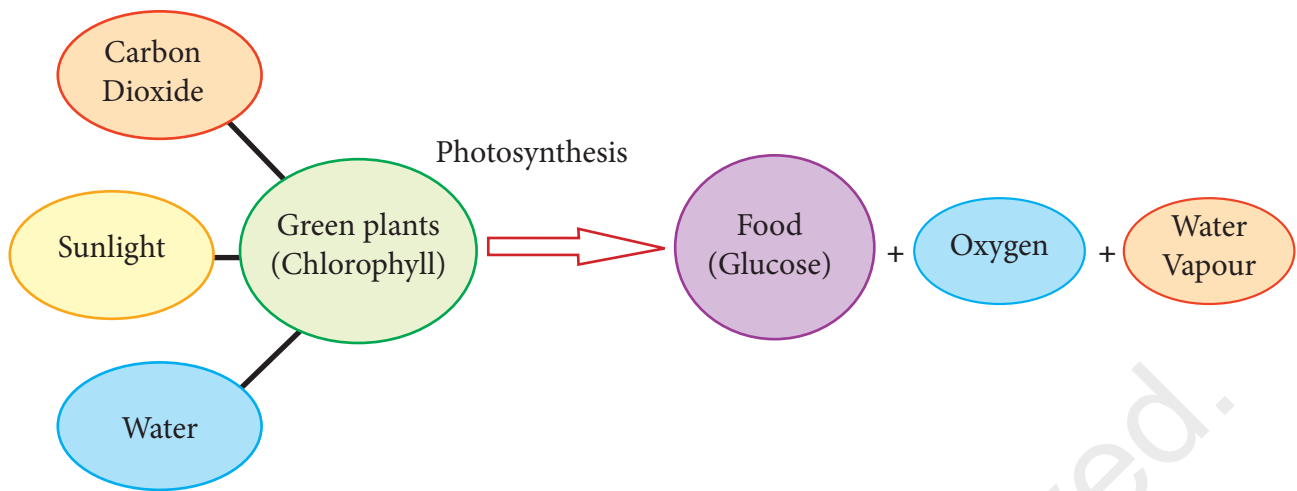 Carbon
Dioxide
Photosynthesis
Sunlight
Green plants
(Chlorophyll)
Food
(Glucose)
+
Oxygen
+
Water
Vapour
Water